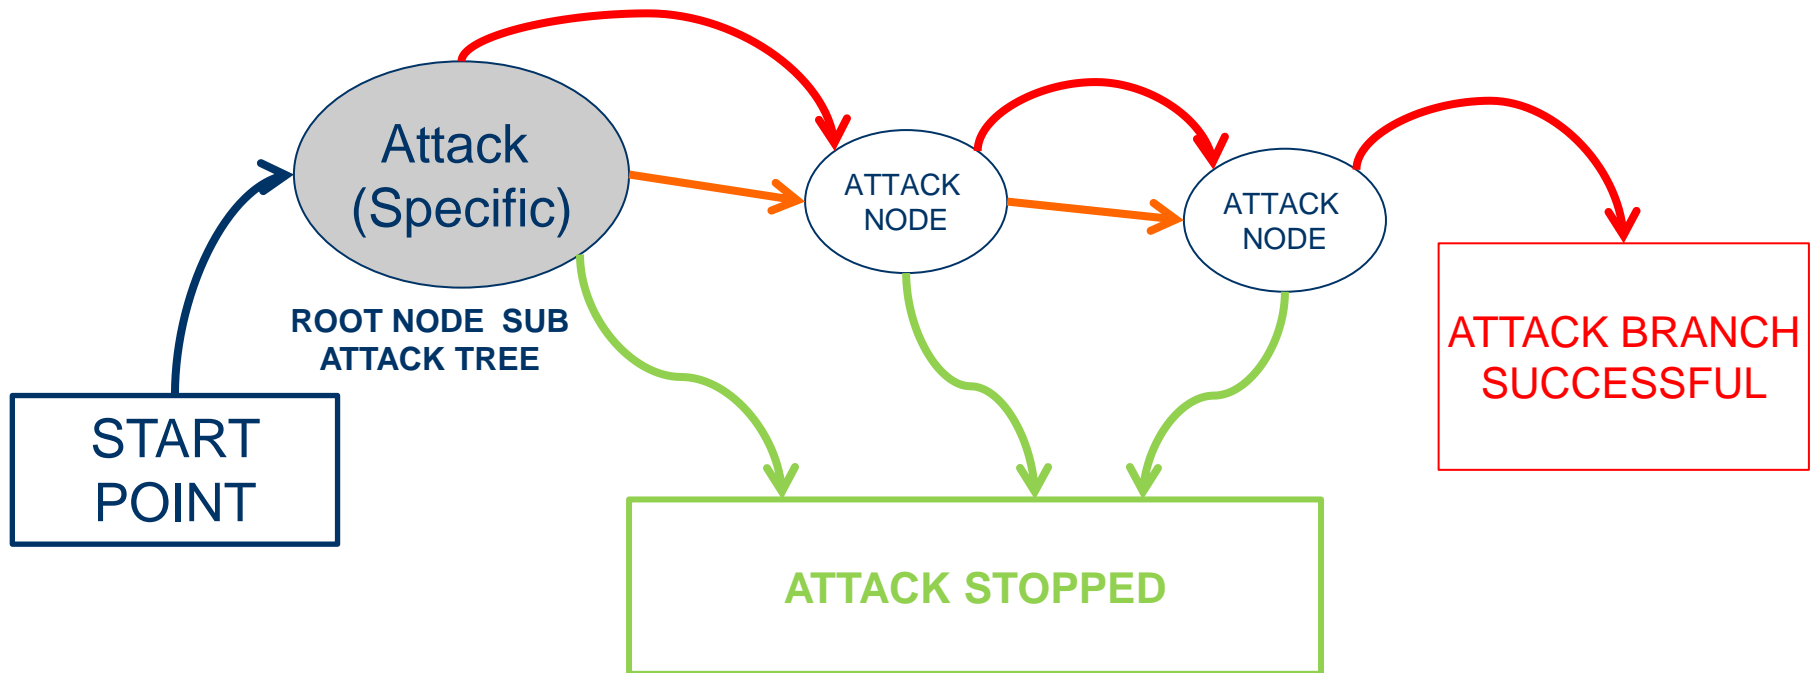 Attack
(Specific)
ATTACK
NODE
ATTACK
NODE
ROOT NODE SUB
ATTACK TREE
ATTACK BRANCH
SUCCESSFUL
START
POINT
ATTACK STOPPED